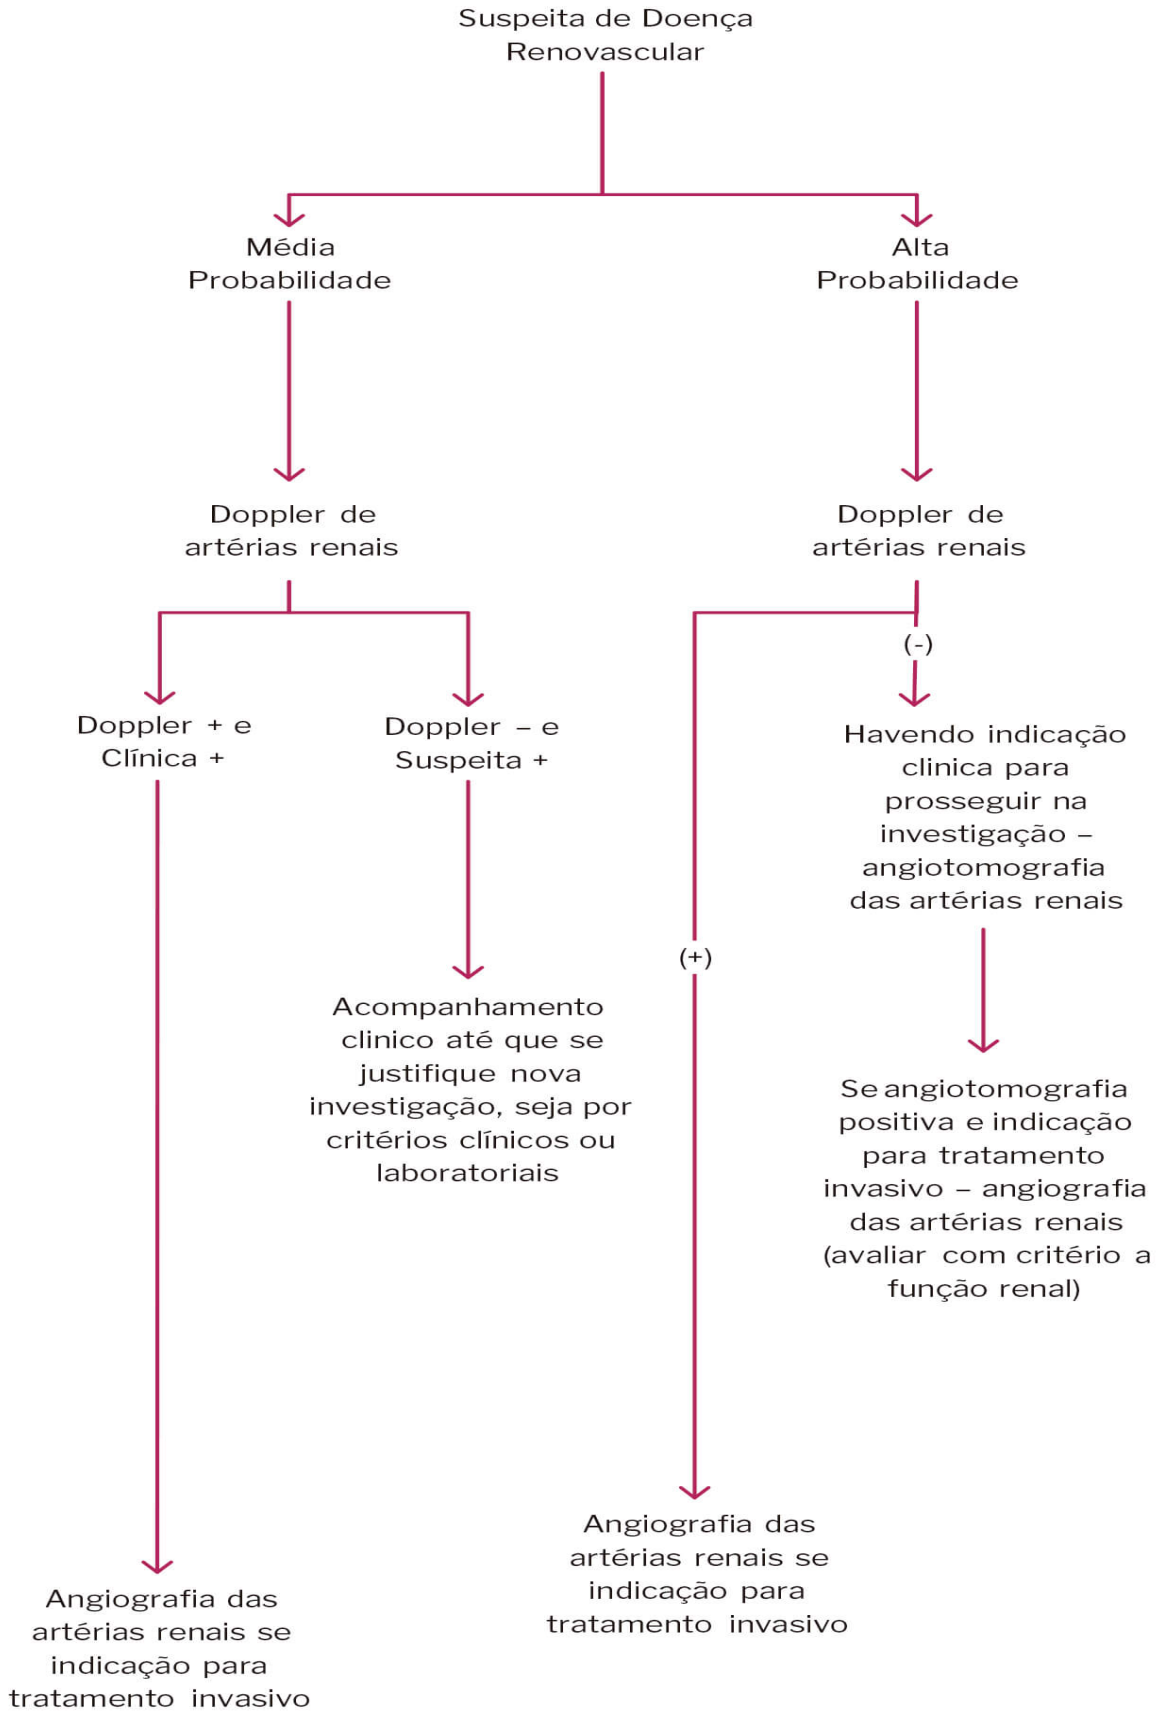 Suspeita de Doença
Renovascular
Média
Probabilidade
Alta
Probabilidade
Doppler de
artérias renais
Doppler de
artérias renais
(-)
Doppler + e
Clínica +
Doppler – e
Suspeita +
Havendo indicação
clinica para
prosseguir na
investigação –
angiotomografia
das artérias renais
(+)
Acompanhamento
clinico até que se
justifique nova
investigação, seja por
critérios clínicos ou
laboratoriais
Se angiotomografia
positiva e indicação
para tratamento
invasivo – angiografia
das artérias renais
(avaliar com critério a
função renal)
Angiografia das
artérias renais se
indicação para
tratamento invasivo
Angiografia das
artérias renais se
indicação para
tratamento invasivo